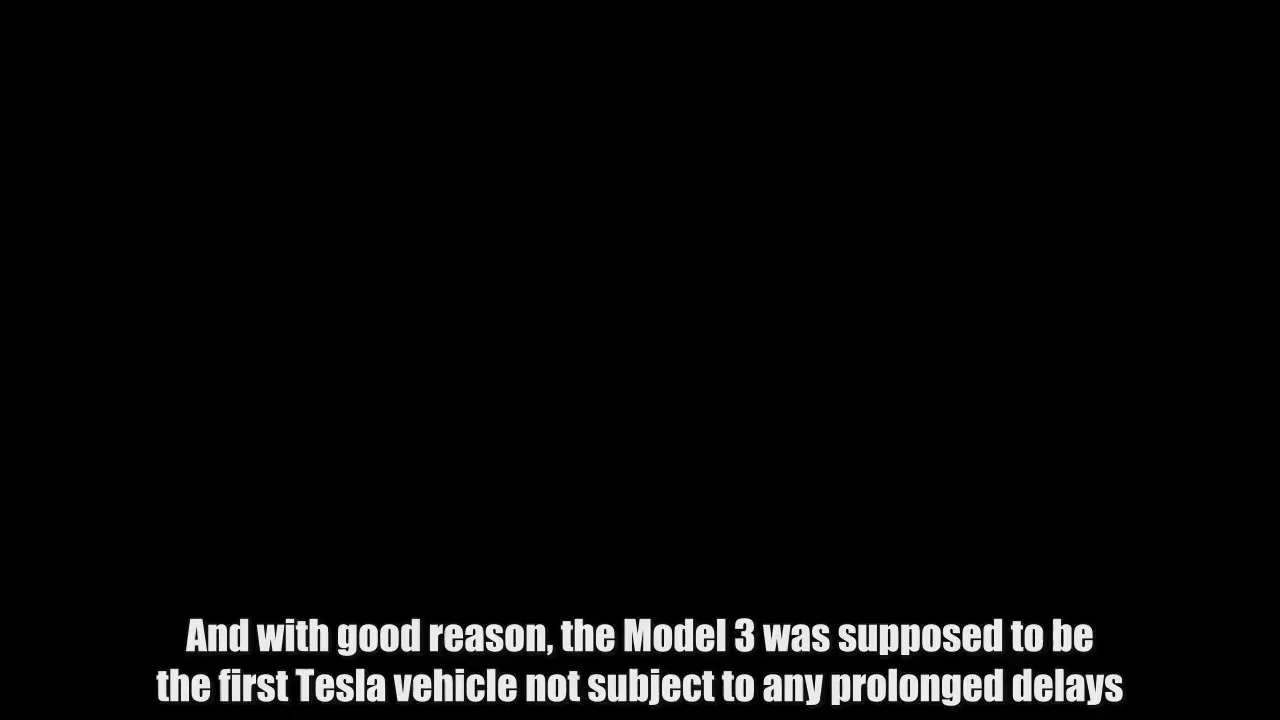 And with good reason, the Model 3 was supposed to be
the first Tesla vehicle not subject to any prolonged delays